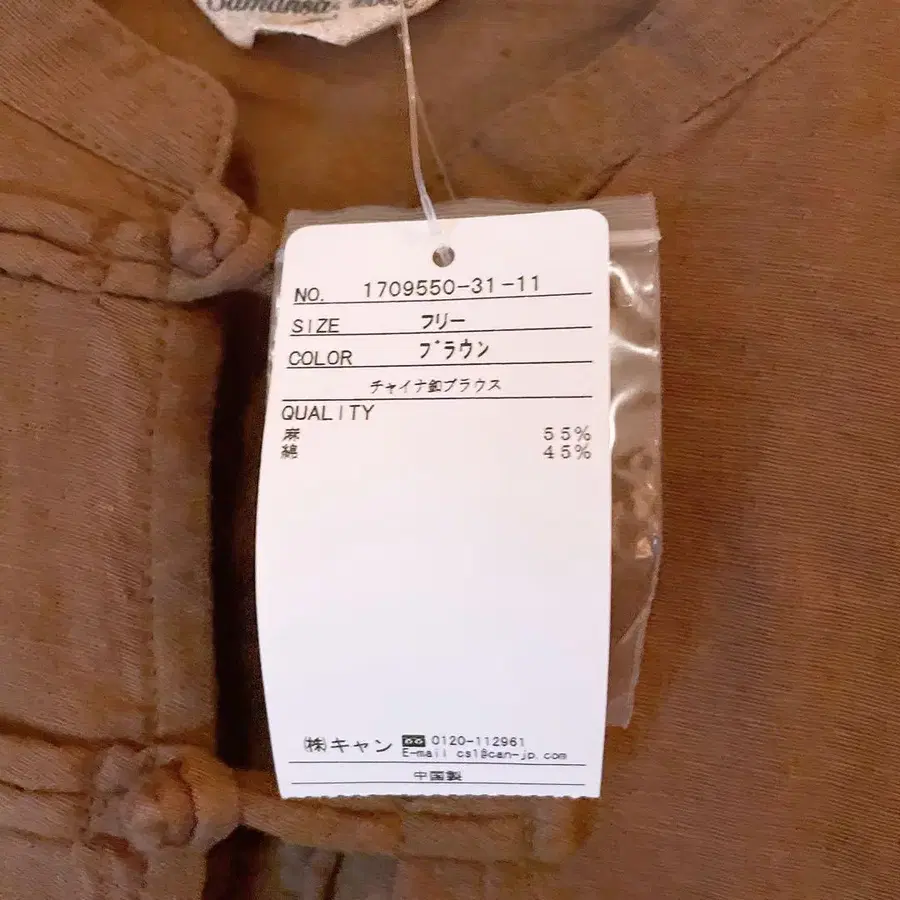 Samansa
NO. 1709550-31-11
SIZE フリー
COLOR ブラウン
チャイナ釦ブラウス
QUALITY
麻 55%
綿 45%
㈱キャン 0120-112961
E-mail cs1@can-jp.com
中国製